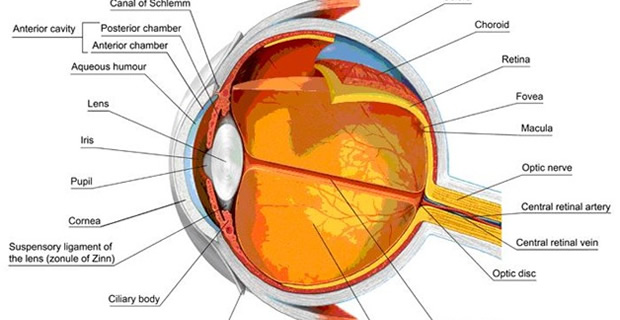 Canal of Schlemm
Anterior cavity
Posterior chamber
Anterior chamber
Aqueous humour
Lens
Iris
Pupil
Cornea
Suspensory ligament of
the lens (zonule of Zinn)
Ciliary body
Choroid
Retina
Fovea
Macula
Optic nerve
Central retinal artery
Central retinal vein
Optic disc